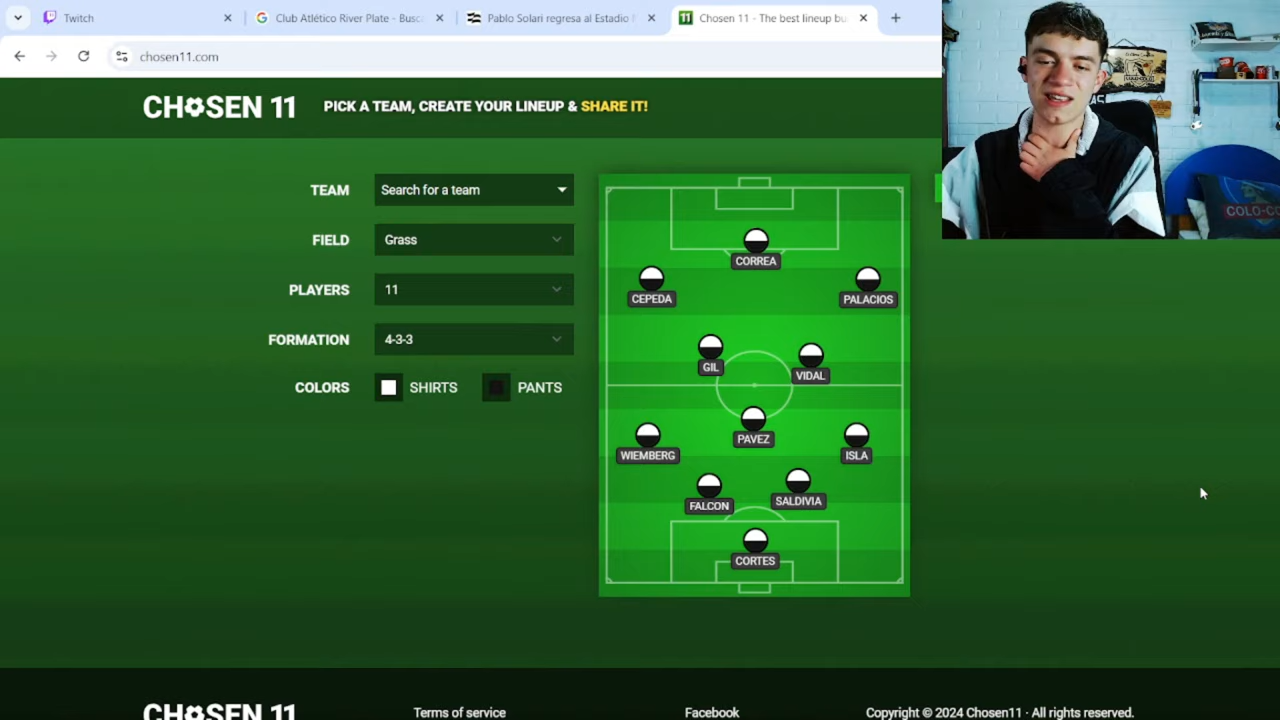 Twitch
Club Atlético River Plate - Busc
Pablo Solari regresa al Estadio
Chosen 11 - The best lineup bu
chosen11.com
CHOSEN 11
PICK A TEAM, CREATE YOUR LINEUP & SHARE IT!
TEAM
Search for a team
FIELD
Grass
PLAYERS
11
FORMATION
4-3-3
COLORS
SHIRTS
PANTS
CORREA
CEPEDA
PALACIOS
GIL
VIDAL
PAVEZ
WIEMBERG
ISLA
FALCON
SALDIVIA
CORTES
COLO-CO
CHOSEN 11
Terms of service
Facebook
Copyright © 2024 Chosen11 · All rights reserved.